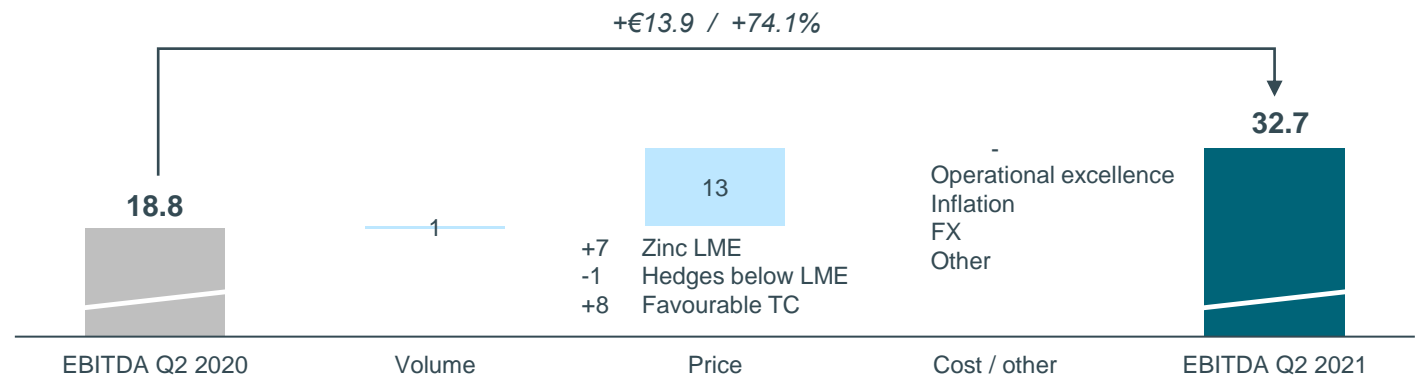 +€13.9 / +74.1%
32.7
18.8
1
13
-
Operational excellence
Inflation
FX
Other
+7 Zinc LME
-1 Hedges below LME
+8 Favourable TC
EBITDA Q2 2020 Volume Price Cost / other EBITDA Q2 2021